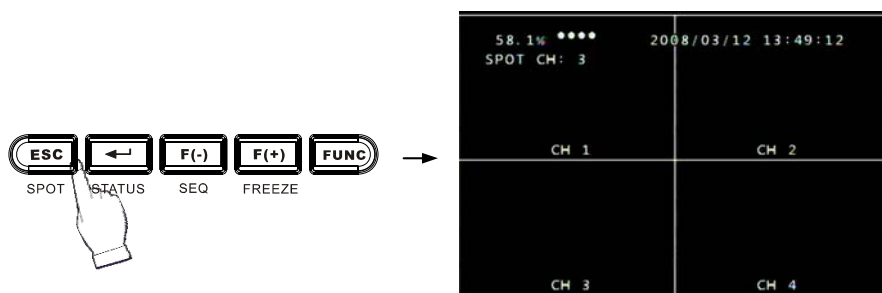 ESC F(-) F(+) FUNC
SPOT STATUS SEQ FREEZE
58.1% 2008/03/12 13:49:12
SPOT CH: 3
CH 1 CH 2
CH 3 CH 4